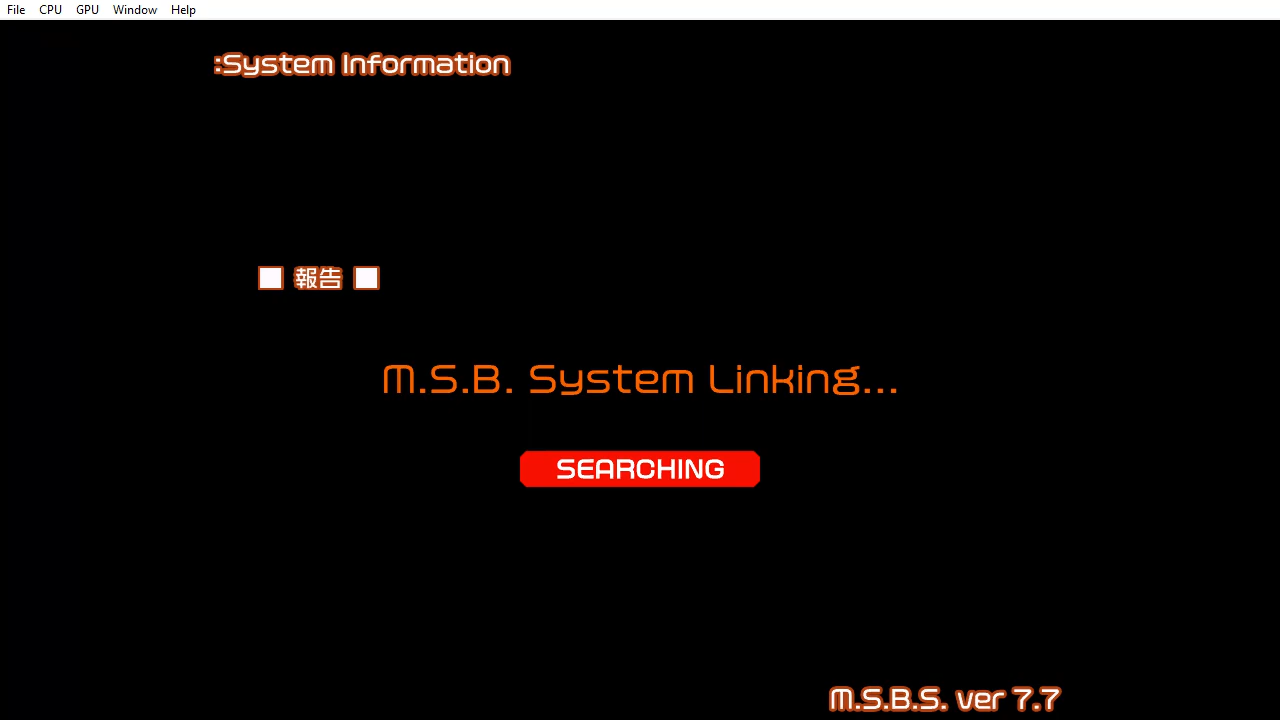 File CPU GPU Window Help
:System Information
■ 報告 ■
M.S.B. System Linking...
SEARCHING
M.S.B.S. ver 7.7